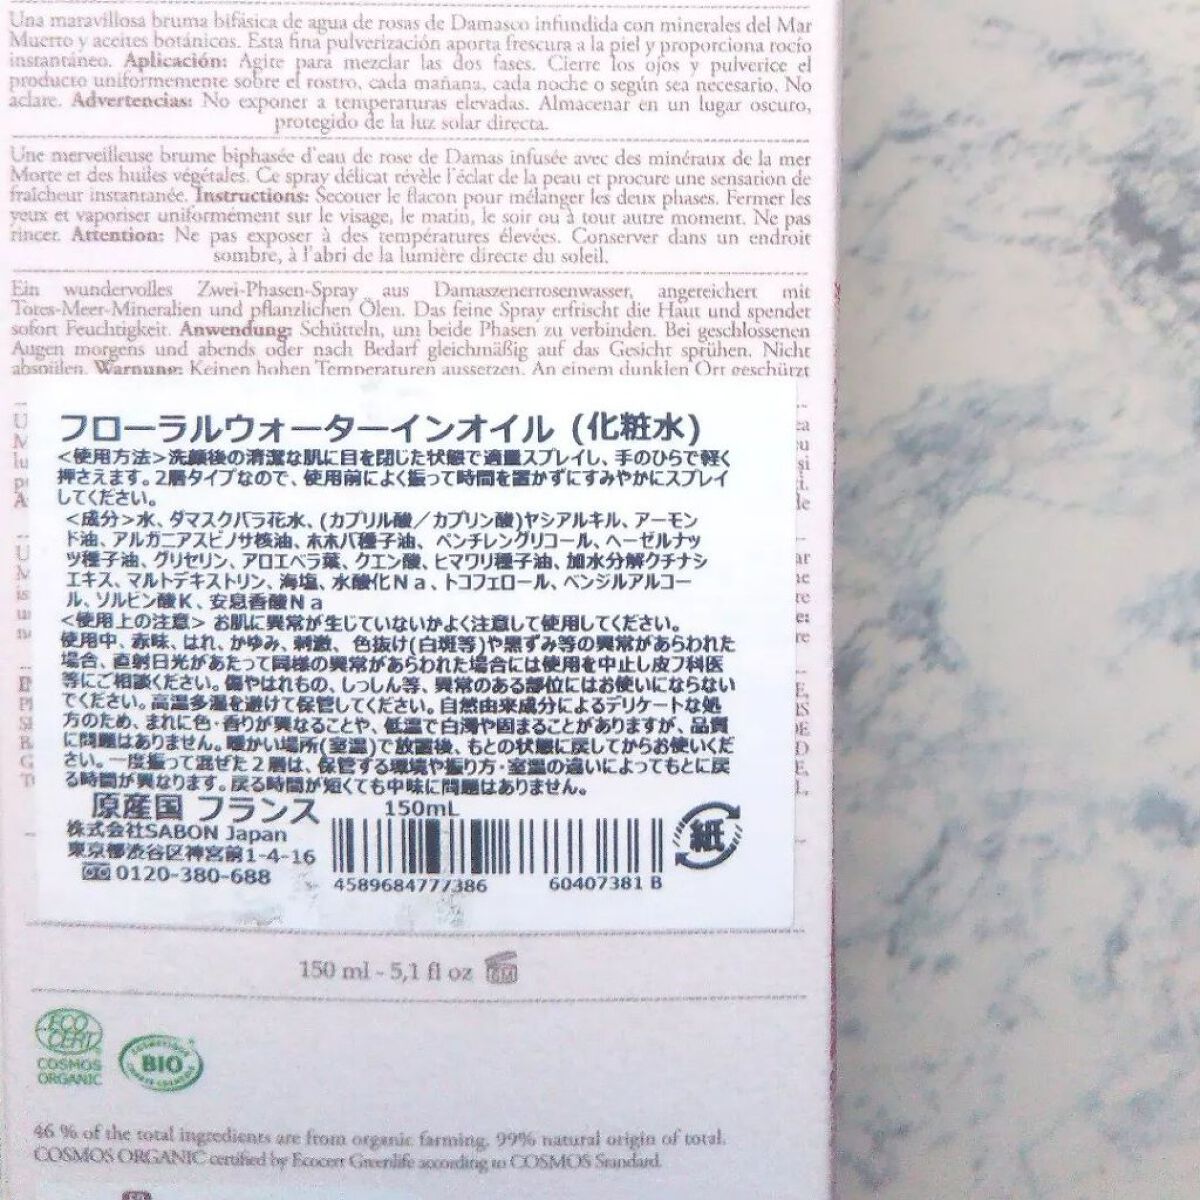 Una maravillosa bruma bifásica de agua de rosas de Damasco infundida con minerales del Mar
Muerto y aceites botánicos. Esta fina pulverización aporta frescura a la piel y proporciona rocío
instantáneo. Aplicación: Agite para mezclar las dos fases. Cierre los ojos y pulverice el
producto uniformemente sobre el rostro, cada mañana, cada noche o según sea necesario. No
aclare. Advertencias: No exponer a temperaturas elevadas. Almacenar en un lugar oscuro,
protegido de la luz solar directa.
Une merveilleuse brume biphasée d'eau de rose de Damas infusée avec des minéraux de la mer
Morte et des huiles végétales. Ce spray délicat révèle l'éclat de la peau et procure une sensation de
fraîcheur instantanée. Instructions: Secouer le flacon pour mélanger les deux phases. Fermer les
yeux et vaporiser uniformément sur le visage, le matin, le soir ou à tout autre moment. Ne pas
rincer. Attention: Ne pas exposer à des températures élevées. Conserver dans un endroit
sombre, à l'abri de la lumière directe du soleil.
Ein wundervolles Zwei-Phasen-Spray aus Damaszenerrosenwasser, angereichert mit
Totes-Meer-Mineralien und pflanzlichen Ölen. Das feine Spray erfrischt die Haut und spendet
sofort Feuchtigkeit. Anwendung: Schütteln, um beide Phasen zu verbinden. Bei geschlossenen
Augen morgens und abends oder nach Bedarf gleichmäßig auf das Gesicht sprühen. Nicht
abspülen. Warnung: Keinen hohen Temperaturen aussetzen. An einem dunklen Ort geschützt
フローラルウォーターインオイル (化粧水)
<使用方法>洗顔後の清潔な肌に目を閉じた状態で適量スプレイし、手のひらで軽く
押さえます。2層タイプなので、使用前によく振って時間を置かずにすみやかにスプレイ
してください。
<成分>水、ダマスクバラ花水、(カプリル酸/カプリン酸)ヤシアルキル、アーモン
ド油、アルガニアスピノサ核油、ホホバ種子油、ペンチレングリコール、ヘーゼルナッ
ツ種子油、グリセリン、アロエベラ葉、クエン酸、ヒマワリ種子油、加水分解クチナシ
エキス、マルトデキストリン、海塩、水酸化Na、トコフェロール、ベンジルアルコー
ル、ソルビン酸K、安息香酸Na
<使用上の注意> お肌に異常が生じていないかよく注意して使用してください。
使用中、赤味、はれ、かゆみ、刺激、 色抜け(白斑等)や黒ずみ等の異常があらわれた
場合、直射日光があたって同様の異常があらわれた場合には使用を中止し皮フ科医
等にご相談ください。傷やはれもの、しっしん等、異常のある部位にはお使いにならない
でください。高温多湿を避けて保管してください。自然由来成分によるデリケートな処
方のため、まれに色・香りが異なることや、低温で白濁や固まることがありますが、品質
に問題はありません。暖かい場所(室温)で放置後、もとの状態に戻してからお使いくだ
さい。一度振って混ぜた2層は、保管する環境や振り方・室温の違いによってもとに戻
る時間が異なります。戻る時間が短くても中味に問題はありません。
原産国 フランス 150mL
株式会社SABON Japan
東京都渋谷区神宮前1-4-16
0120-380-688
4589684777386 60407381 B
紙
150 ml - 5,1 fl oz
ECO
CERT
COSMOS
ORGANIC
BIO
46 % of the total ingredients are from organic farming. 99% natural origin of total.
COSMOS ORGANIC certified by Ecocert Greenlife according to COSMOS Standard.